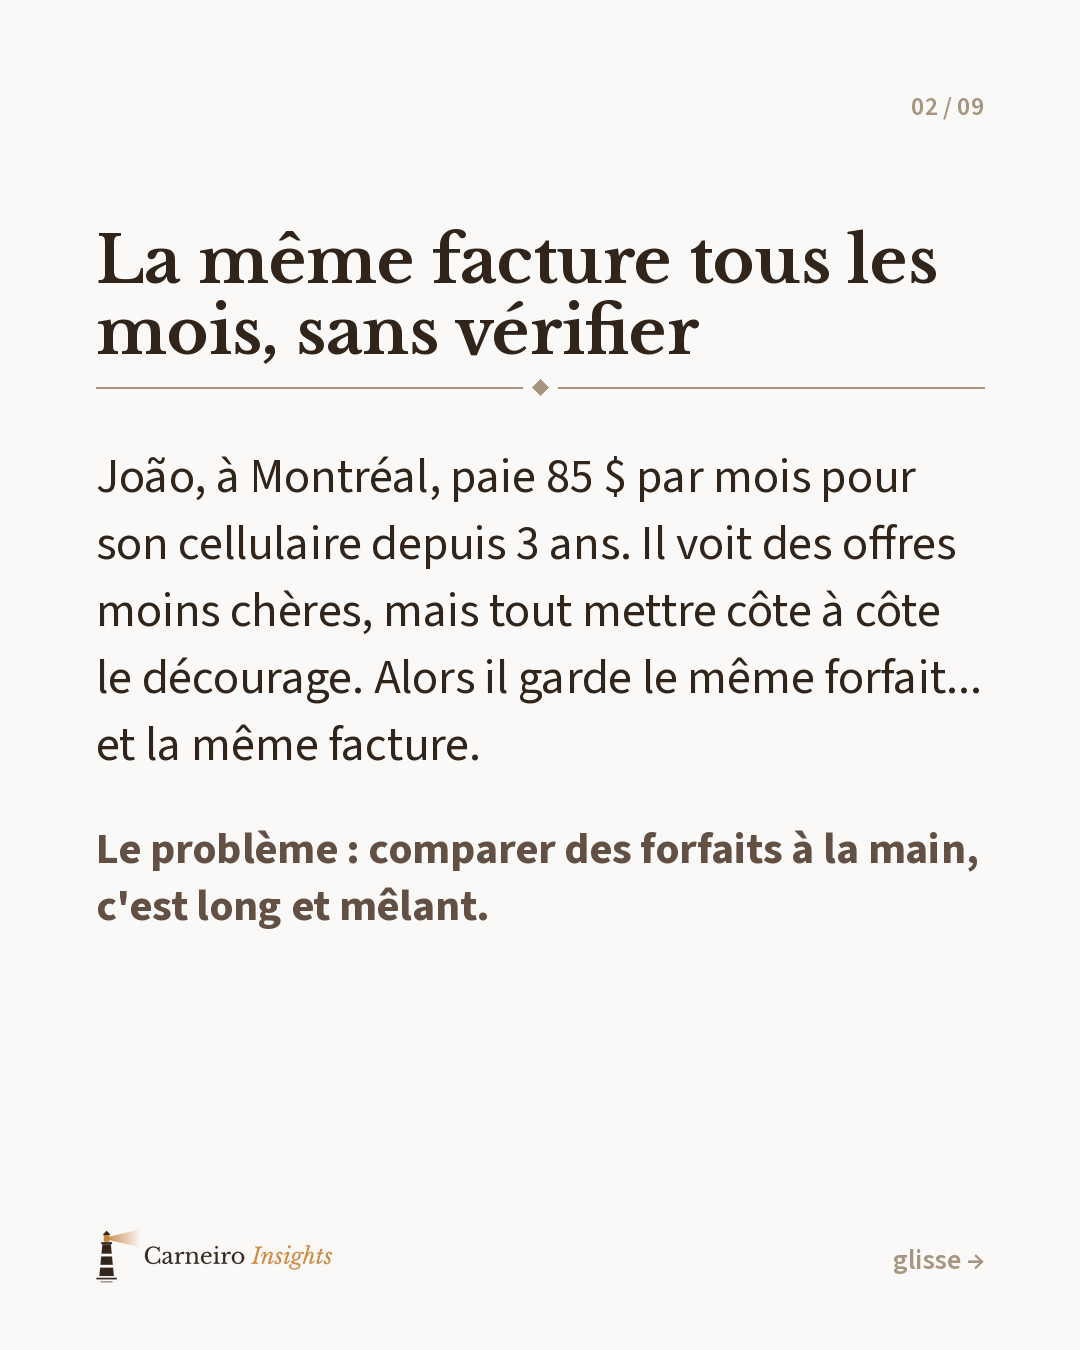 02 / 09
La même facture tous les
mois, sans vérifier
João, à Montréal, paie 85 $ par mois pour
son cellulaire depuis 3 ans. Il voit des offres
moins chères, mais tout mettre côte à côte
le décourage. Alors il garde le même forfait...
et la même facture.
Le problème : comparer des forfaits à la main,
c'est long et mêlant.
Carneiro Insights
glisse →